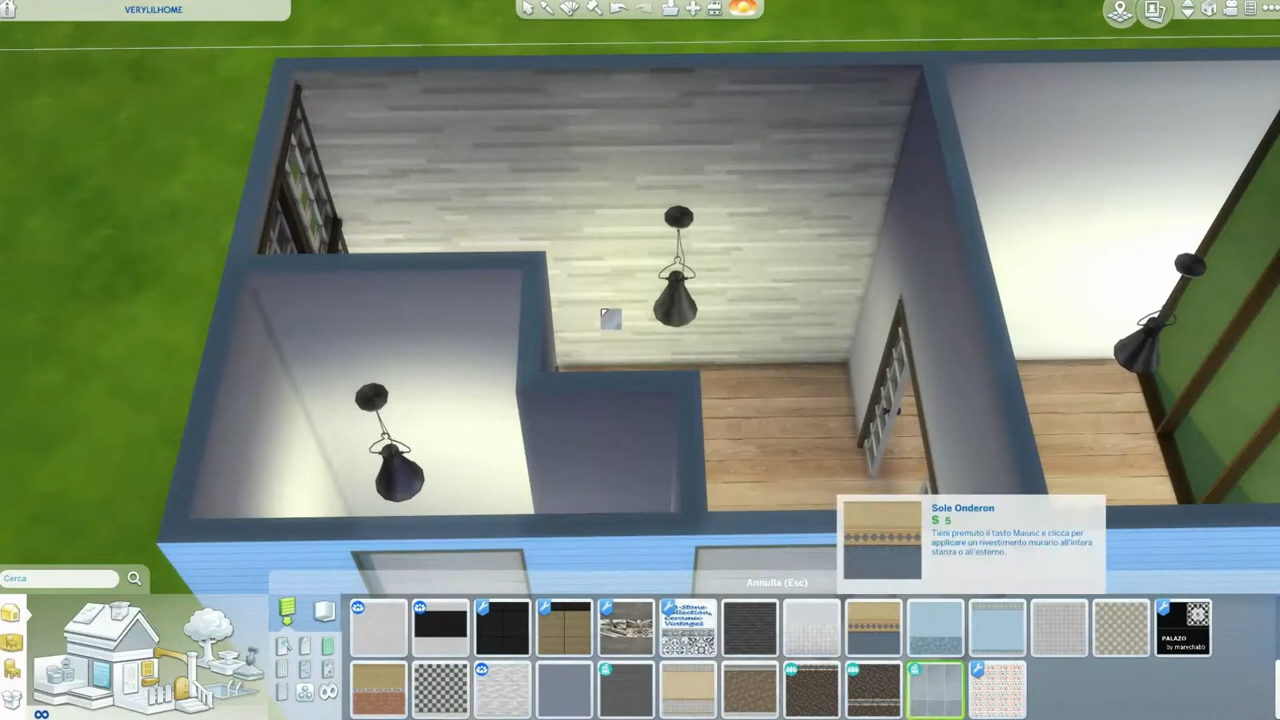 VERYLILHOME
Sole Onderon
S 5
Tieni premuto il tasto Maiusc e clicca per
applicare un rivestimento murario all'intera
stanza o all'esterno.
Cerca
Annulla (Esc)
PALAZO
by marychabb